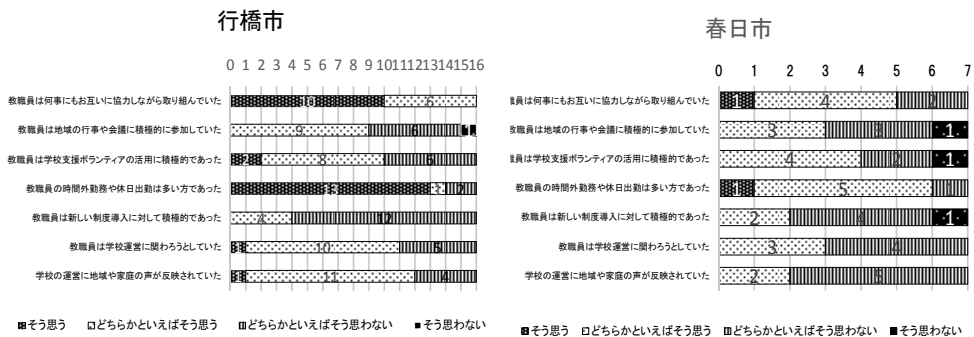 行橋市
0 1 2 3 4 5 6 7 8 9 10 11 12 13 14 15 16
教職員は何事にもお互いに協力しながら取り組んでいた 10 6
教職員は地域の行事や会議に積極的に参加していた 9 6 1
教職員は学校支援ボランティアの活用に積極的であった 2 8 6
教職員の時間外勤務や休日出勤は多い方であった 13 1 2
教職員は新しい制度導入に対して積極的であった 4 12
教職員は学校運営に関わろうとしていた 1 10 5
学校の運営に地域や家庭の声が反映されていた 1 11 4
そう思う どちらかといえばそう思う どちらかといえばそう思わない そう思わない
春日市
0 1 2 3 4 5 6 7
職員は何事にもお互いに協力しながら取り組んでいた 1 4 2
職員は地域の行事や会議に積極的に参加していた 3 3 1
職員は学校支援ボランティアの活用に積極的であった 4 2 1
教職員の時間外勤務や休日出勤は多い方であった 1 5 1
教職員は新しい制度導入に対して積極的であった 2 4 1
教職員は学校運営に関わろうとしていた 3 4
学校の運営に地域や家庭の声が反映されていた 2 5
そう思う どちらかといえばそう思う どちらかといえばそう思わない そう思わない